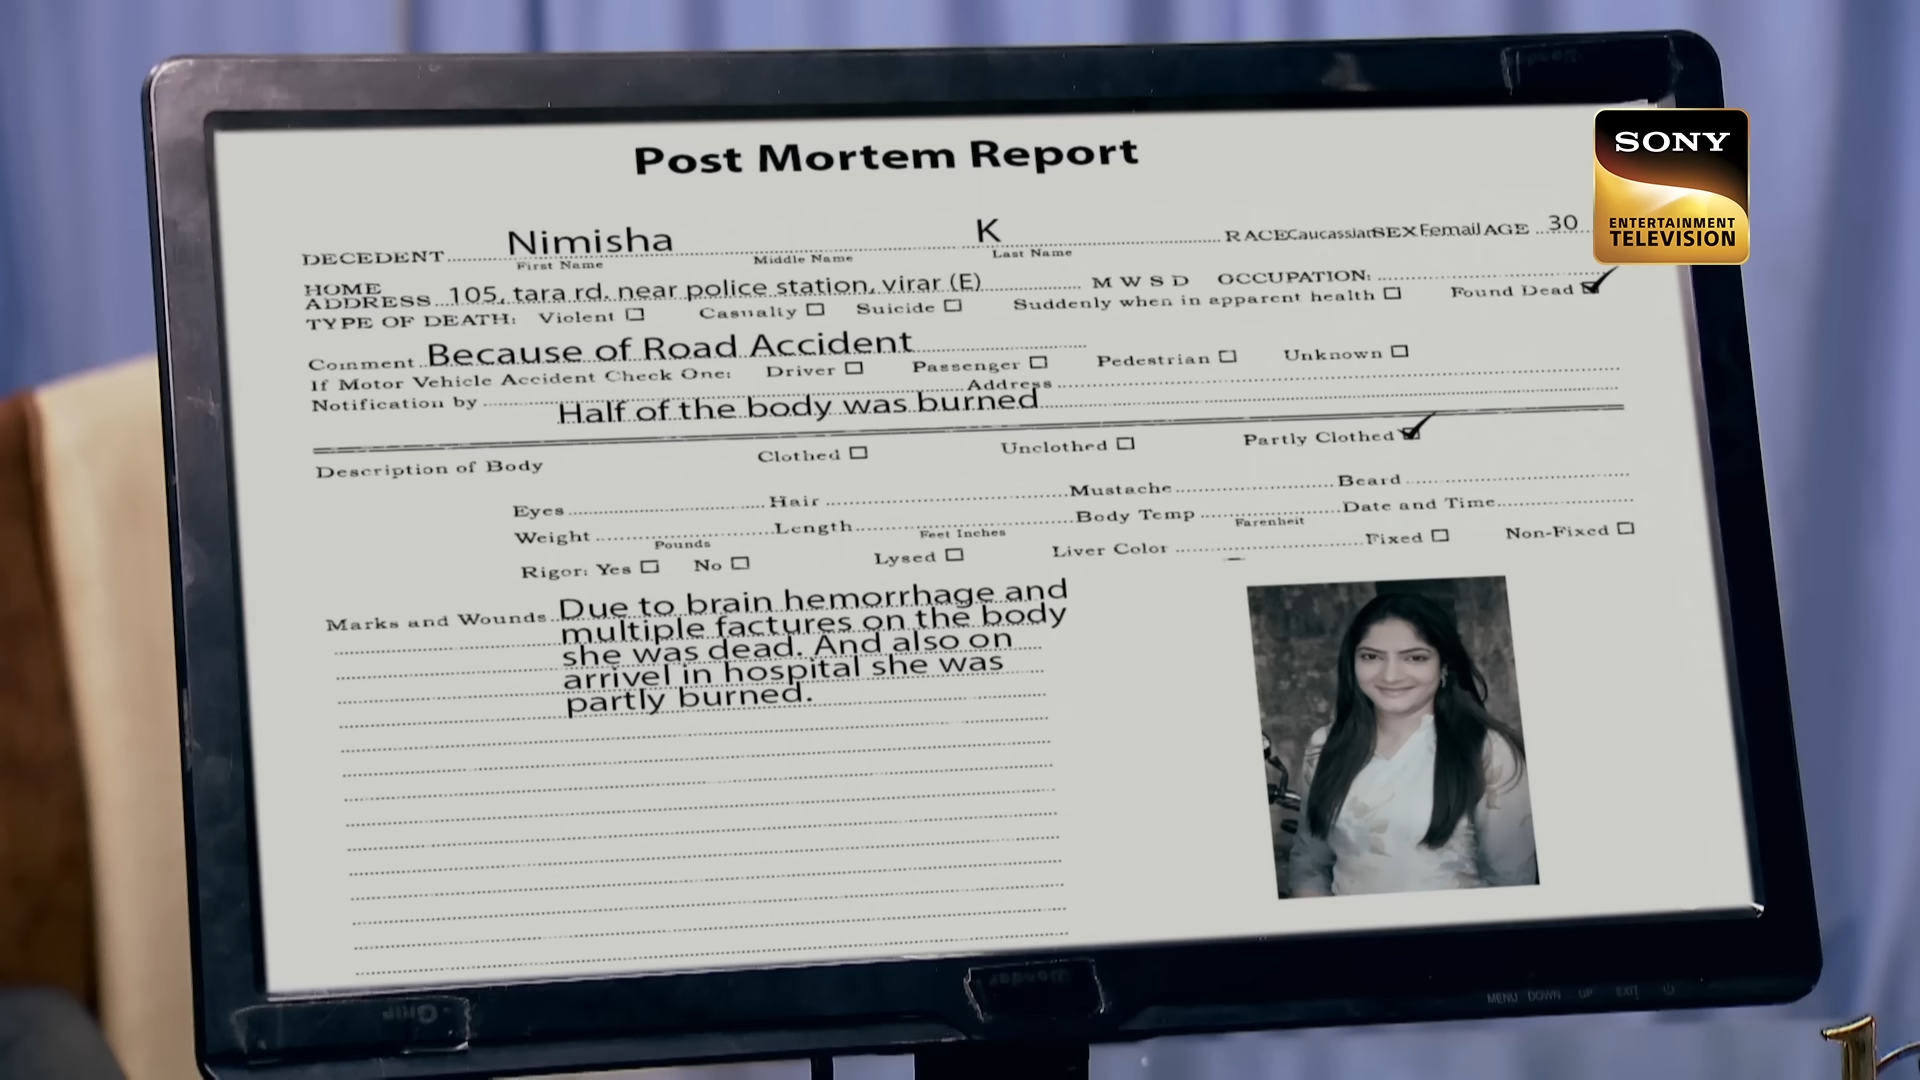 Post Mortem Report
SONY
ENTERTAINMENT
TELEVISION
DECEDENT Nimisha K RACE Caucassian SEX Femail AGE 30
First Name Middle Name Last Name
HOME
ADDRESS 105, tara rd. near police station, virar (E) M W S D OCCUPATION:
TYPE OF DEATH: Violent Casualty Suicide Suddenly when in apparent health Found Dead
Comment Because of Road Accident
If Motor Vehicle Accident Check One: Driver Passenger Pedestrian Unknown
Notification by Address
Half of the body was burned
Description of Body Clothed Unclothed Partly Clothed
Eyes Hair Mustache Beard
Weight Length Body Temp Date and Time
Pounds Feet Inches Farenheit
Rigor: Yes No Lysed Liver Color Fixed Non-Fixed
Marks and Wounds Due to brain hemorrhage and
multiple factures on the body
she was dead. And also on
arrivel in hospital she was
partly burned.
MENU DOWN UP EXIT